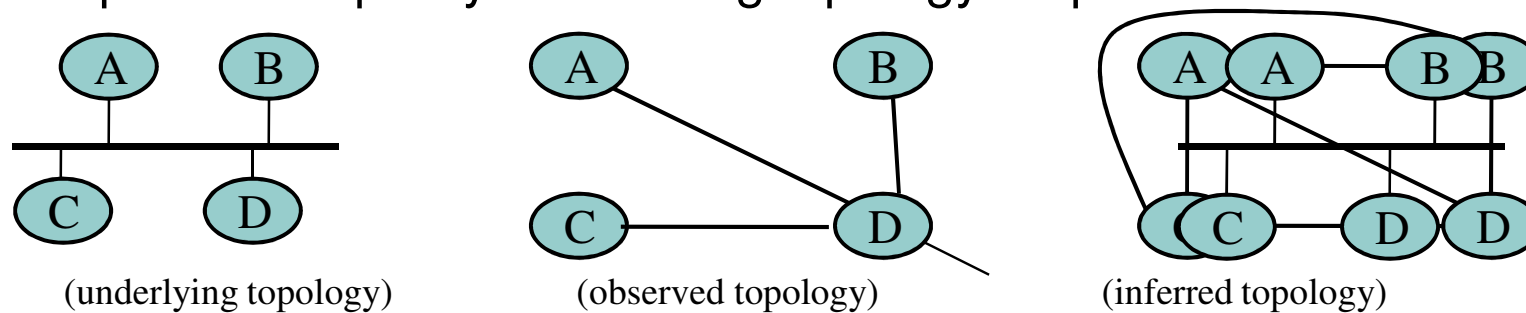 A B A B A A B B
C D C D C D D
(underlying topology) (observed topology) (inferred topology)